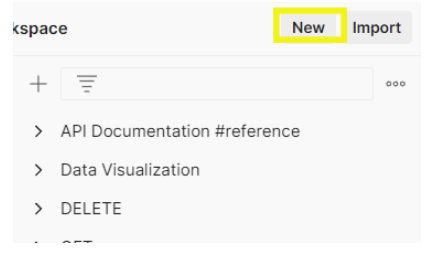 kspace New Import
API Documentation #reference
Data Visualization
DELETE